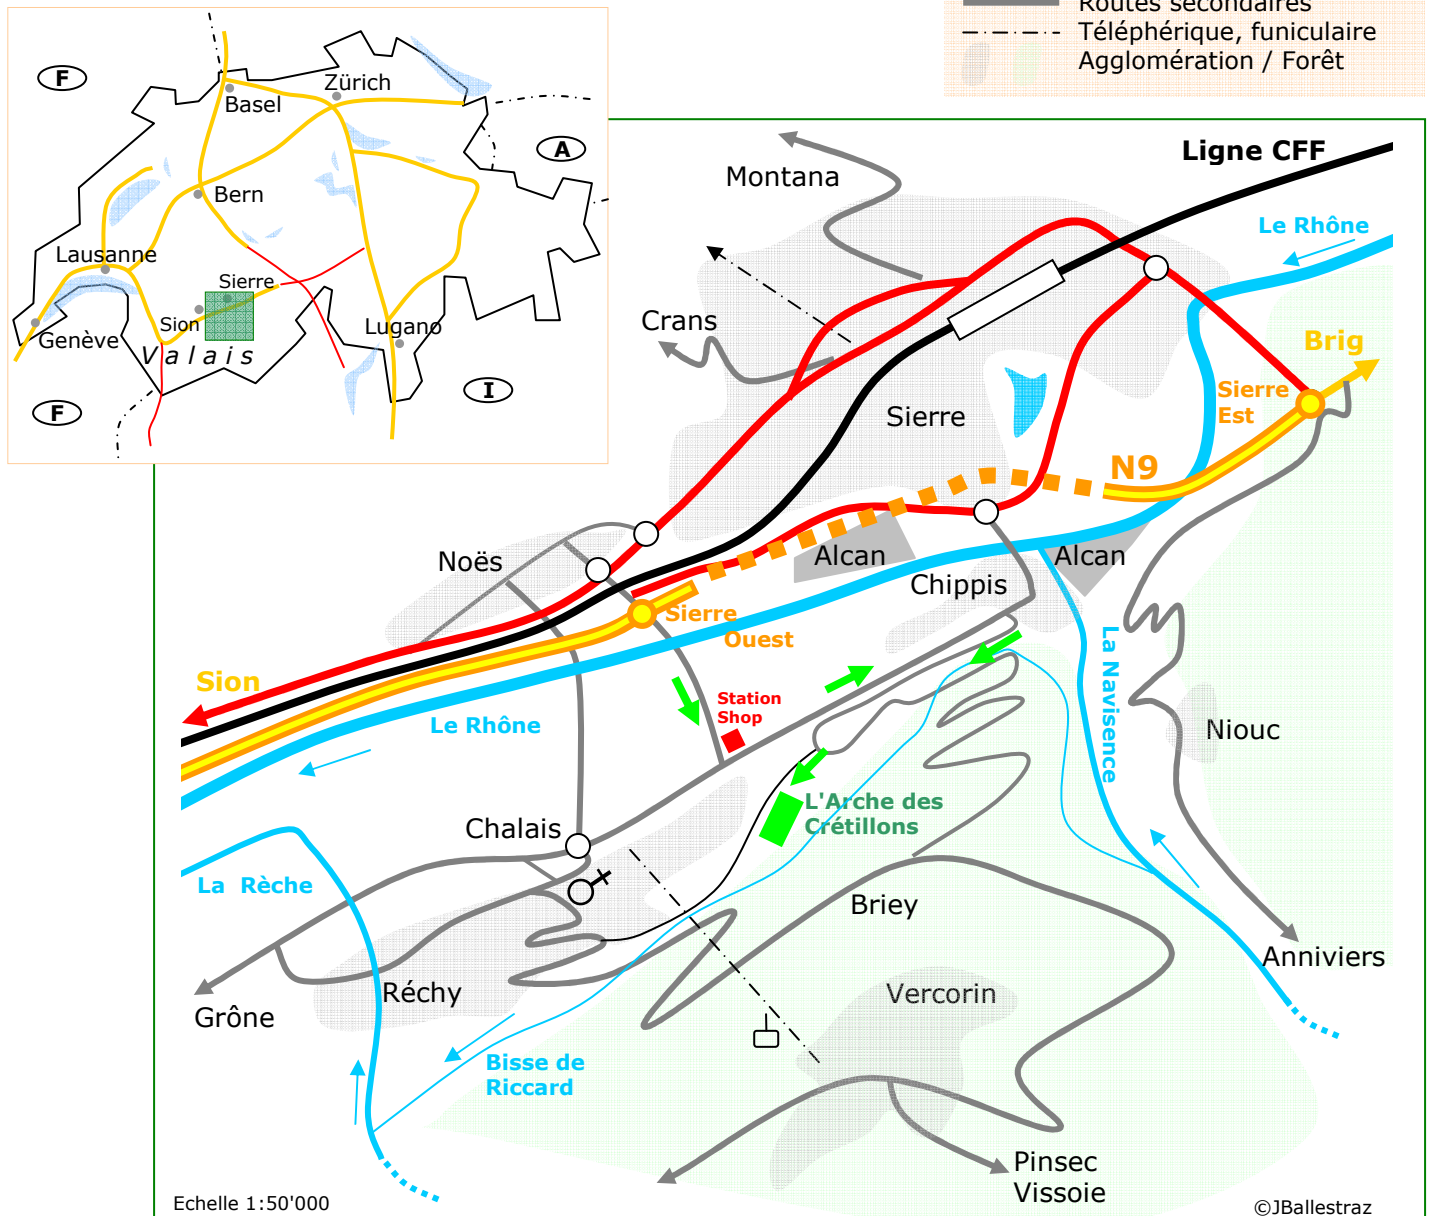 Routes secondaires
Téléphérique, funiculaire
Agglomération / Forêt
F
Basel
Zürich
A
Bern
Lausanne
Sierre
Sion
Genève
Valais
Lugano
F
I
Montana
Ligne CFF
Le Rhône
Crans
Brig
Sierre
Est
Sierre
N9
Noës
Alcan
Alcan
Chippis
Sierre
Ouest
Sion
La Navisence
Station
Shop
Le Rhône
Niouc
L'Arche des
Crétillons
Chalais
La Rèche
Briey
Anniviers
Réchy
Vercorin
Grône
Bisse de
Riccard
Pinsec
Vissoie
Echelle 1:50'000
©JBallestraz